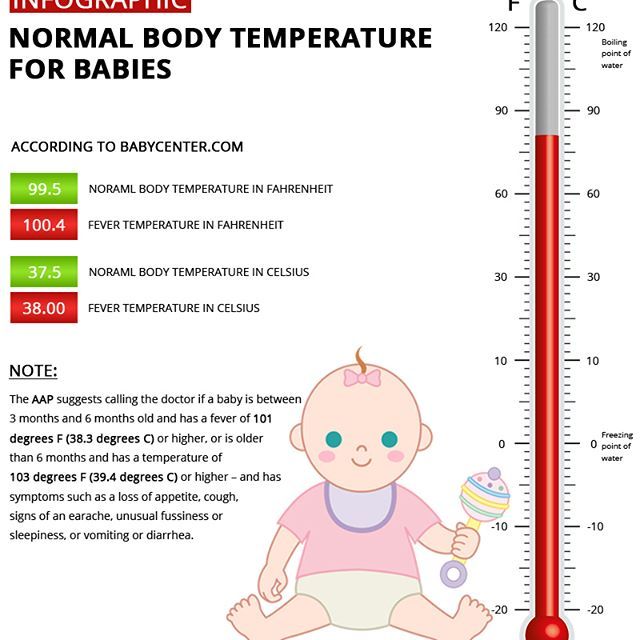 INFOGRAPHIC
NORMAL BODY TEMPERATURE
FOR BABIES
ACCORDING TO BABYCENTER.COM
99.5 NORAML BODY TEMPERATURE IN FAHRENHEIT
100.4 FEVER TEMPERATURE IN FAHRENHEIT
37.5 NORAML BODY TEMPERATURE IN CELSIUS
38.00 FEVER TEMPERATURE IN CELSIUS
NOTE:
The AAP suggests calling the doctor if a baby is between
3 months and 6 months old and has a fever of 101
degrees F (38.3 degrees C) or higher, or is older
than 6 months and has a temperature of
103 degrees F (39.4 degrees C) or higher – and has
symptoms such as a loss of appetite, cough,
signs of an earache, unusual fussiness or
sleepiness, or vomiting or diarrhea.
F C
120 120
Boiling
point of
water
90 90
60 60
30 30
10 10
0 0
Freezing
point of
water
-10 -10
-20 -20